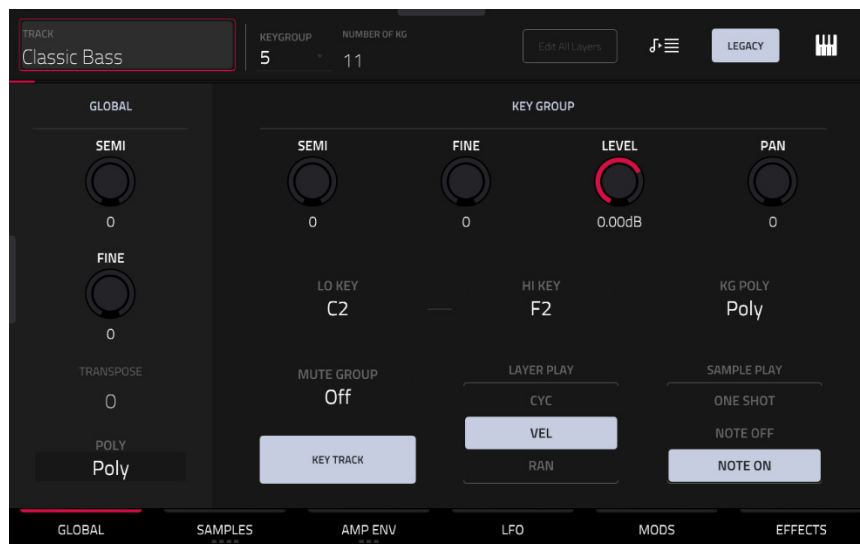 TRACK
Classic Bass
KEYGROUP
5
NUMBER OF KG
11
Edit All Layers
LEGACY
GLOBAL
SEMI
0
FINE
0
TRANSPOSE
0
POLY
Poly
KEY GROUP
SEMI
FINE
LEVEL
PAN
0
0
0.00dB
0
LO KEY
C2
HI KEY
F2
KG POLY
Poly
MUTE GROUP
Off
KEY TRACK
LAYER PLAY
CYC
VEL
RAN
SAMPLE PLAY
ONE SHOT
NOTE OFF
NOTE ON
GLOBAL
SAMPLES
AMP ENV
LFO
MODS
EFFECTS